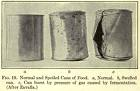 a b c
FIG. 18. Normal and Spoiled Cans of Food. a, Normal. b, Swelled
can. c, Can burst by pressure of gas caused by fermentation.
(After Savella.)